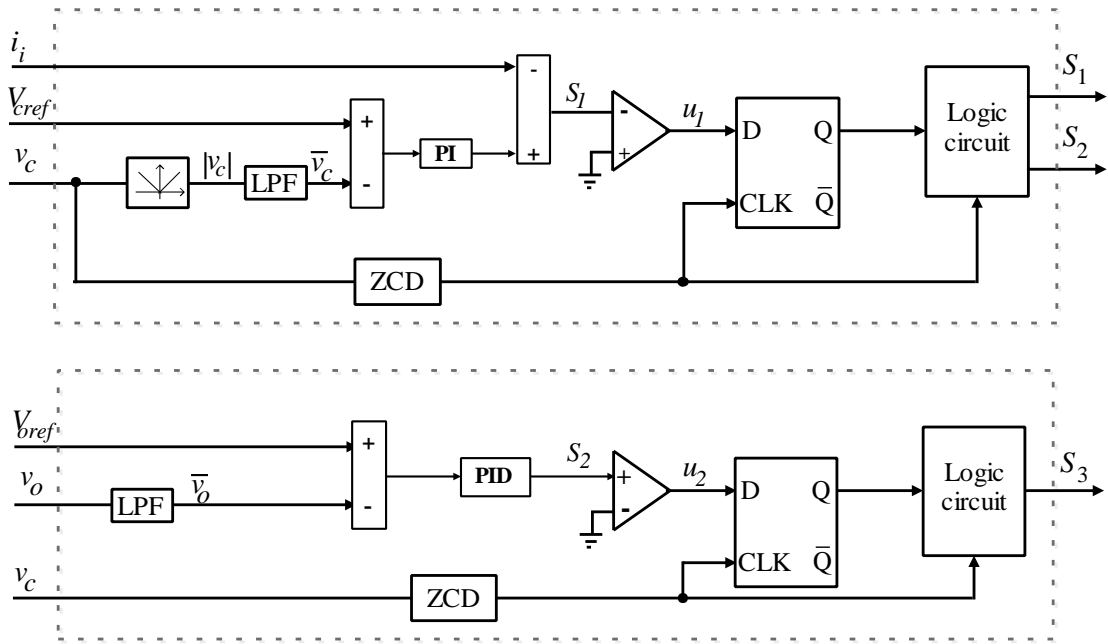 i_i
-
S_1
V_cref
+
S_1
-
u_1
D
Q
Logic
circuit
S_2
v_c
|v_c|
LPF
v̅_c
-
PI
+
+
CLK
Q̅
ZCD
V_oref
+
S_2
+
u_2
S_3
v_o
LPF
v̅_o
-
PID
-
D
Q
Logic
circuit
v_c
ZCD
CLK
Q̅